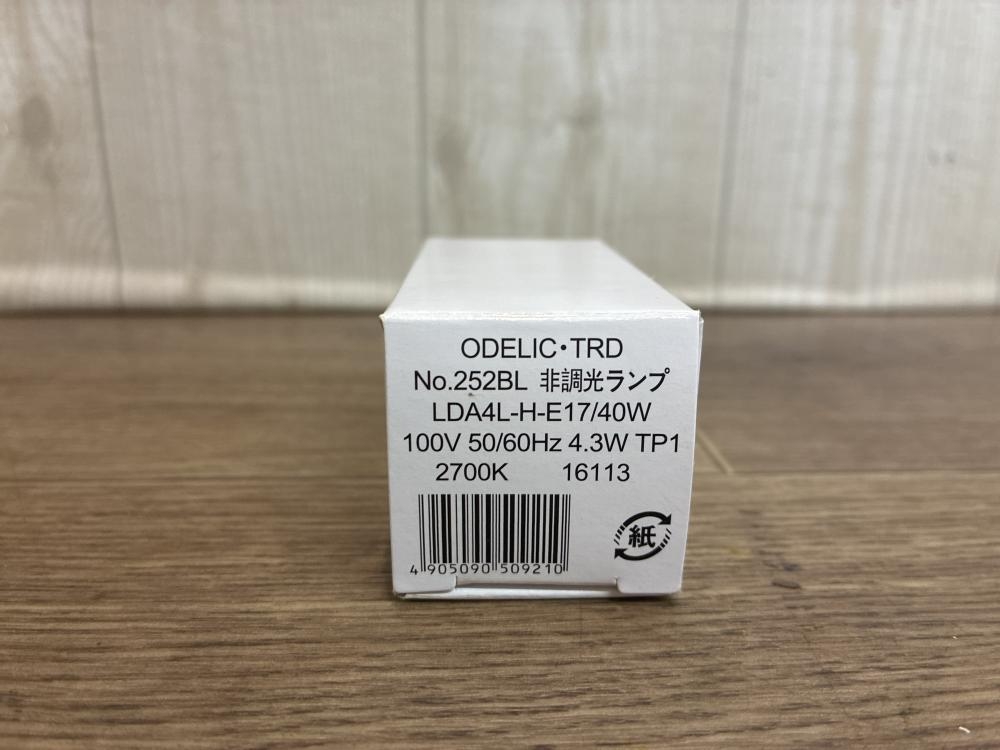 ODELIC・TRD
No.252BL 非調光ランプ
LDA4L-H-E17/40W
100V 50/60Hz 4.3W TP1
2700K 16113
4 905090 509210
紙